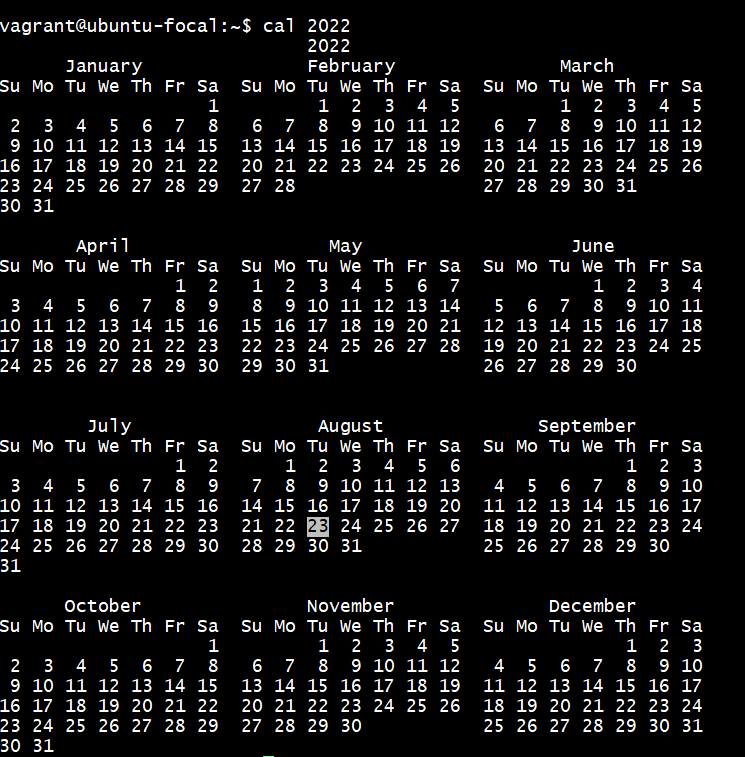 vagrant@ubuntu-focal:~$ cal 2022
                            2022
      January               February               March
Su Mo Tu We Th Fr Sa  Su Mo Tu We Th Fr Sa  Su Mo Tu We Th Fr Sa
                   1         1  2  3  4  5         1  2  3  4  5
 2  3  4  5  6  7  8   6  7  8  9 10 11 12   6  7  8  9 10 11 12
 9 10 11 12 13 14 15  13 14 15 16 17 18 19  13 14 15 16 17 18 19
16 17 18 19 20 21 22  20 21 22 23 24 25 26  20 21 22 23 24 25 26
23 24 25 26 27 28 29  27 28                 27 28 29 30 31
30 31

       April                  May                   June
Su Mo Tu We Th Fr Sa  Su Mo Tu We Th Fr Sa  Su Mo Tu We Th Fr Sa
                1  2   1  2  3  4  5  6  7            1  2  3  4
 3  4  5  6  7  8  9   8  9 10 11 12 13 14   5  6  7  8  9 10 11
10 11 12 13 14 15 16  15 16 17 18 19 20 21  12 13 14 15 16 17 18
17 18 19 20 21 22 23  22 23 24 25 26 27 28  19 20 21 22 23 24 25
24 25 26 27 28 29 30  29 30 31              26 27 28 29 30

        July                 August              September
Su Mo Tu We Th Fr Sa  Su Mo Tu We Th Fr Sa  Su Mo Tu We Th Fr Sa
                1  2      1  2  3  4  5  6               1  2  3
 3  4  5  6  7  8  9   7  8  9 10 11 12 13   4  5  6  7  8  9 10
10 11 12 13 14 15 16  14 15 16 17 18 19 20  11 12 13 14 15 16 17
17 18 19 20 21 22 23  21 22 23 24 25 26 27  18 19 20 21 22 23 24
24 25 26 27 28 29 30  28 29 30 31           25 26 27 28 29 30
31

      October               November              December
Su Mo Tu We Th Fr Sa  Su Mo Tu We Th Fr Sa  Su Mo Tu We Th Fr Sa
                   1         1  2  3  4  5               1  2  3
 2  3  4  5  6  7  8   6  7  8  9 10 11 12   4  5  6  7  8  9 10
 9 10 11 12 13 14 15  13 14 15 16 17 18 19  11 12 13 14 15 16 17
16 17 18 19 20 21 22  20 21 22 23 24 25 26  18 19 20 21 22 23 24
23 24 25 26 27 28 29  27 28 29 30           25 26 27 28 29 30 31
30 31